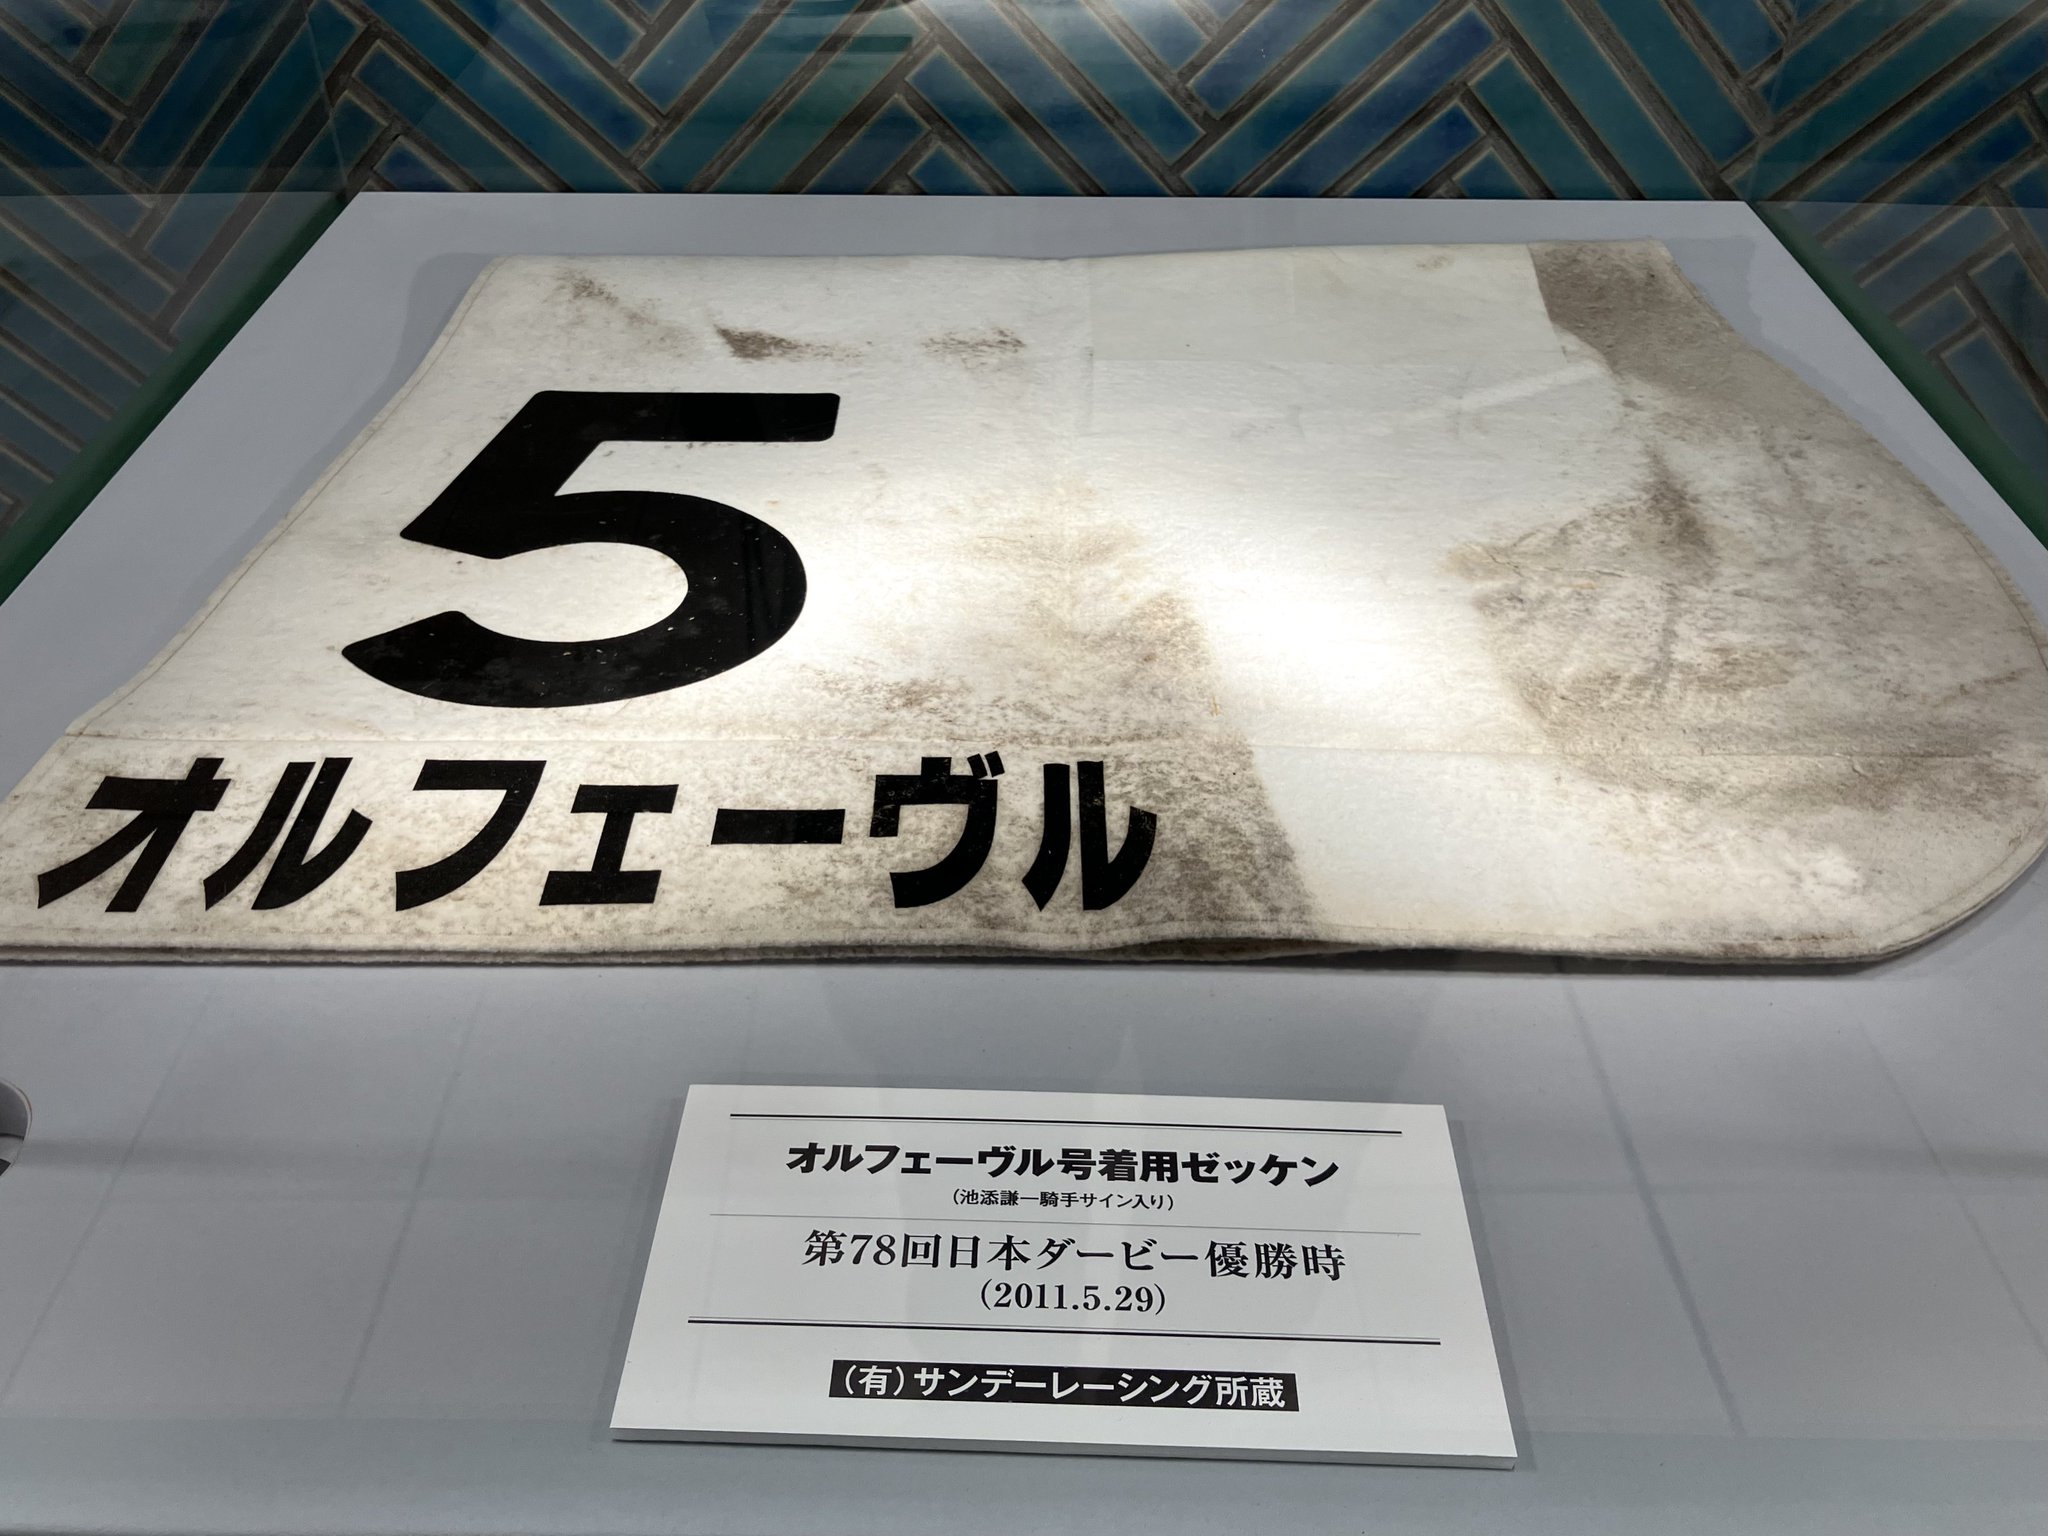 5
オルフェーヴル
オルフェーヴル号着用ゼッケン
(池添謙一騎手サイン入り)
第78回日本ダービー優勝時
(2011.5.29)
(有)サンデーレーシング所蔵